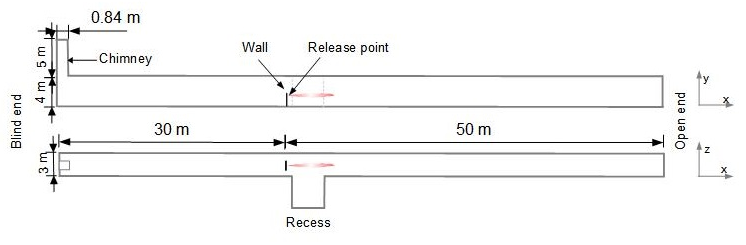 0.84 m
Wall
Release point
5 m
Chimney
y
4 m
x
Blind end
Open end
30 m
50 m
z
3 m
x
Recess